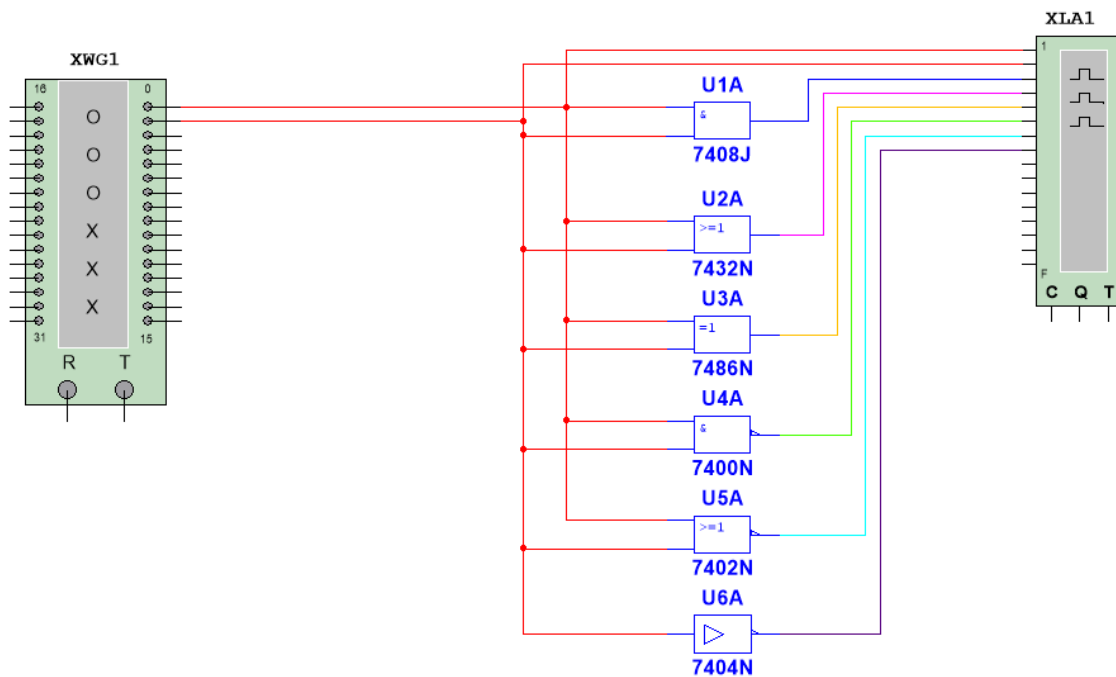 XWG1
16 0
O
O
O
X
X
X
31 15
R T
XLA1
1
F
C Q T
U1A
&
7408J
U2A
>=1
7432N
U3A
=1
7486N
U4A
&
7400N
U5A
>=1
7402N
U6A
7404N